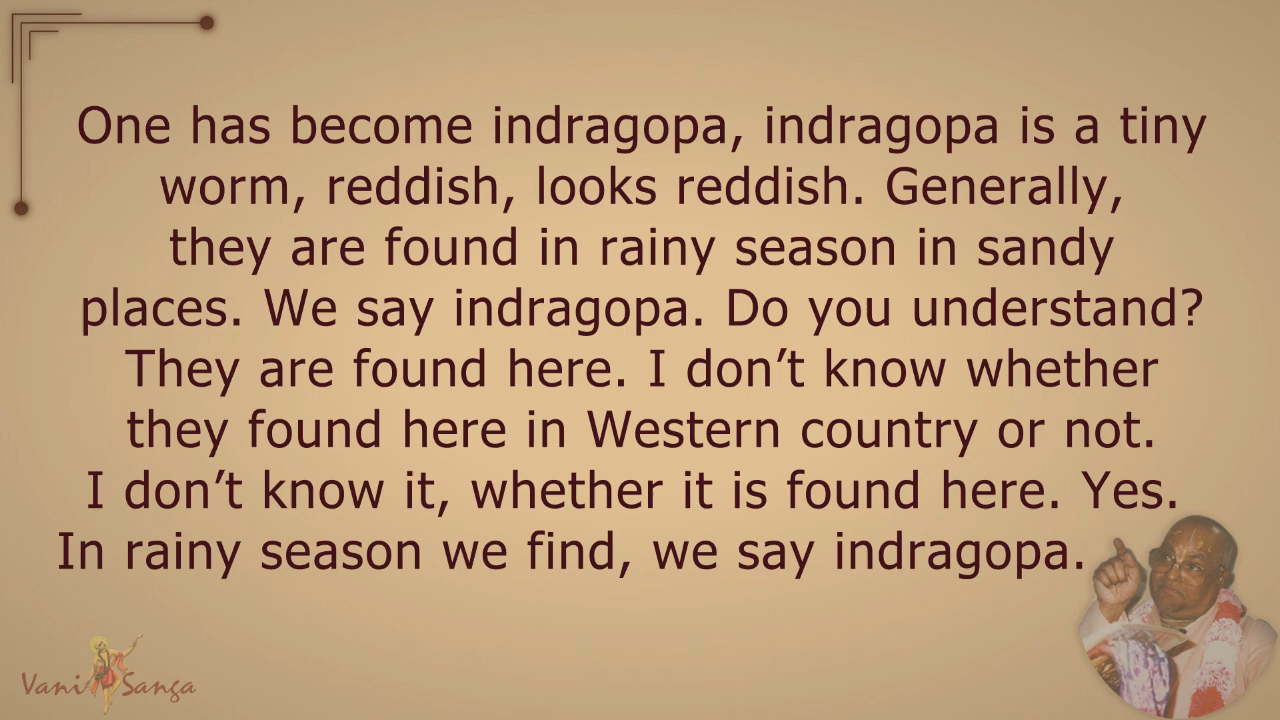 One has become indragopa, indragopa is a tiny
worm, reddish, looks reddish. Generally,
they are found in rainy season in sandy
places. We say indragopa. Do you understand?
They are found here. I don’t know whether
they found here in Western country or not.
I don’t know it, whether it is found here. Yes.
In rainy season we find, we say indragopa.
Vani Sanga